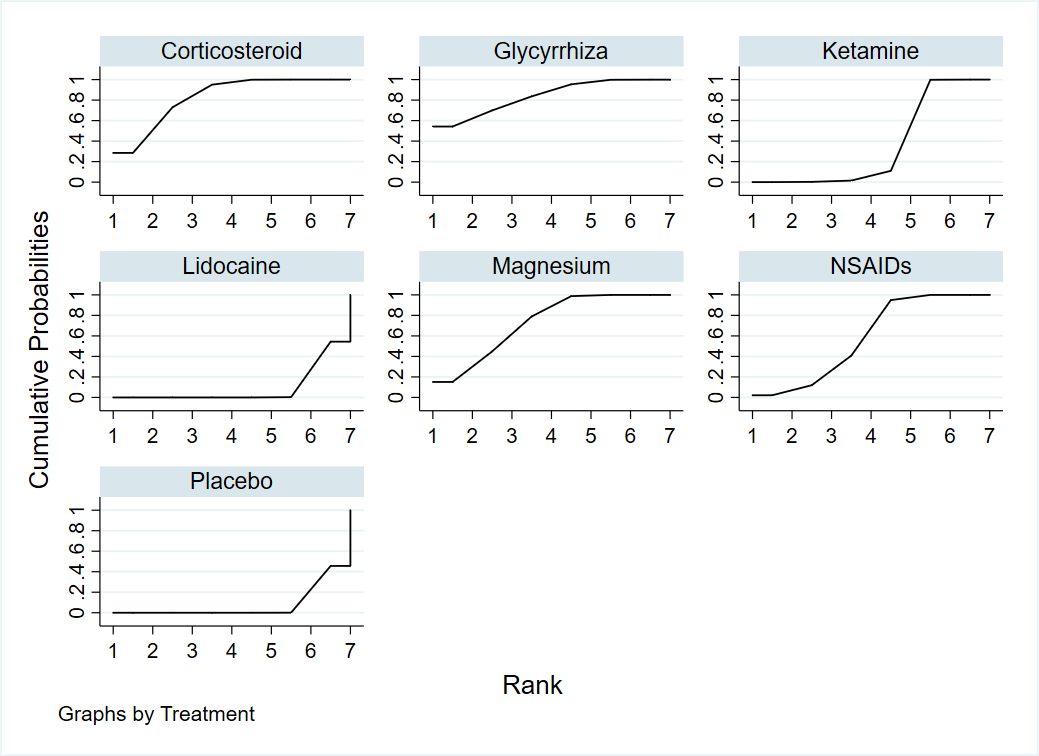 Corticosteroid Glycyrrhiza Ketamine
0 .2 .4 .6 .8 1 0 .2 .4 .6 .8 1 0 .2 .4 .6 .8 1
1 2 3 4 5 6 7 1 2 3 4 5 6 7 1 2 3 4 5 6 7
Lidocaine Magnesium NSAIDs
0 .2 .4 .6 .8 1 0 .2 .4 .6 .8 1 0 .2 .4 .6 .8 1
1 2 3 4 5 6 7 1 2 3 4 5 6 7 1 2 3 4 5 6 7
Cumulative Probabilities
Placebo
0 .2 .4 .6 .8 1
1 2 3 4 5 6 7
Rank
Graphs by Treatment